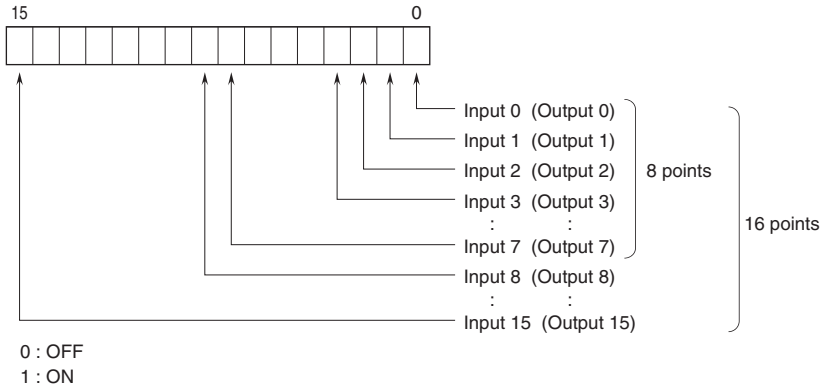 15 0
Input 0 (Output 0)
Input 1 (Output 1)
Input 2 (Output 2)
8 points
Input 3 (Output 3)
: :
16 points
Input 7 (Output 7)
Input 8 (Output 8)
: :
Input 15 (Output 15)
0 : OFF
1 : ON